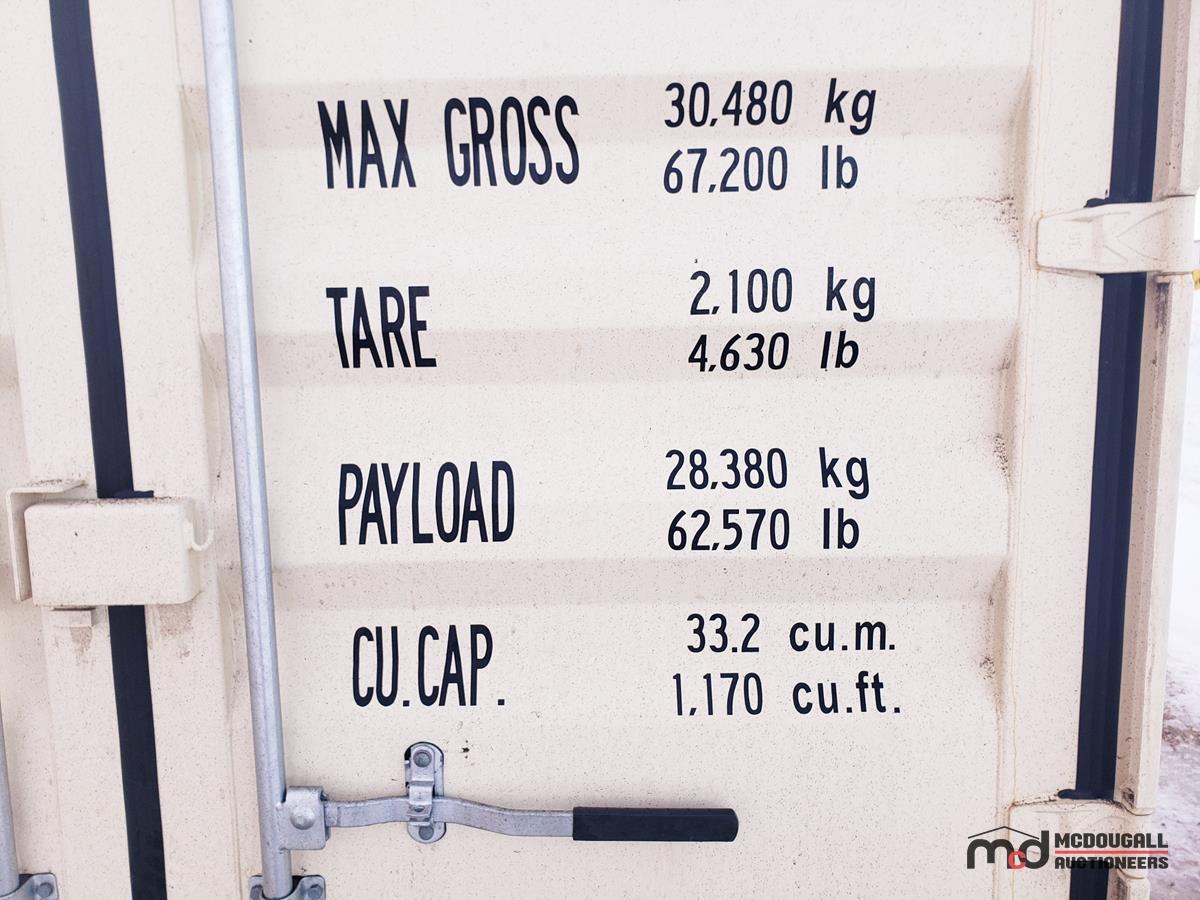 MAX GROSS 30,480 kg
67,200 lb
TARE 2,100 kg
4,630 lb
PAYLOAD 28,380 kg
62,570 lb
CU.CAP. 33.2 cu.m.
1,170 cu.ft.
mcd MCDOUGALL
AUCTIONEERS